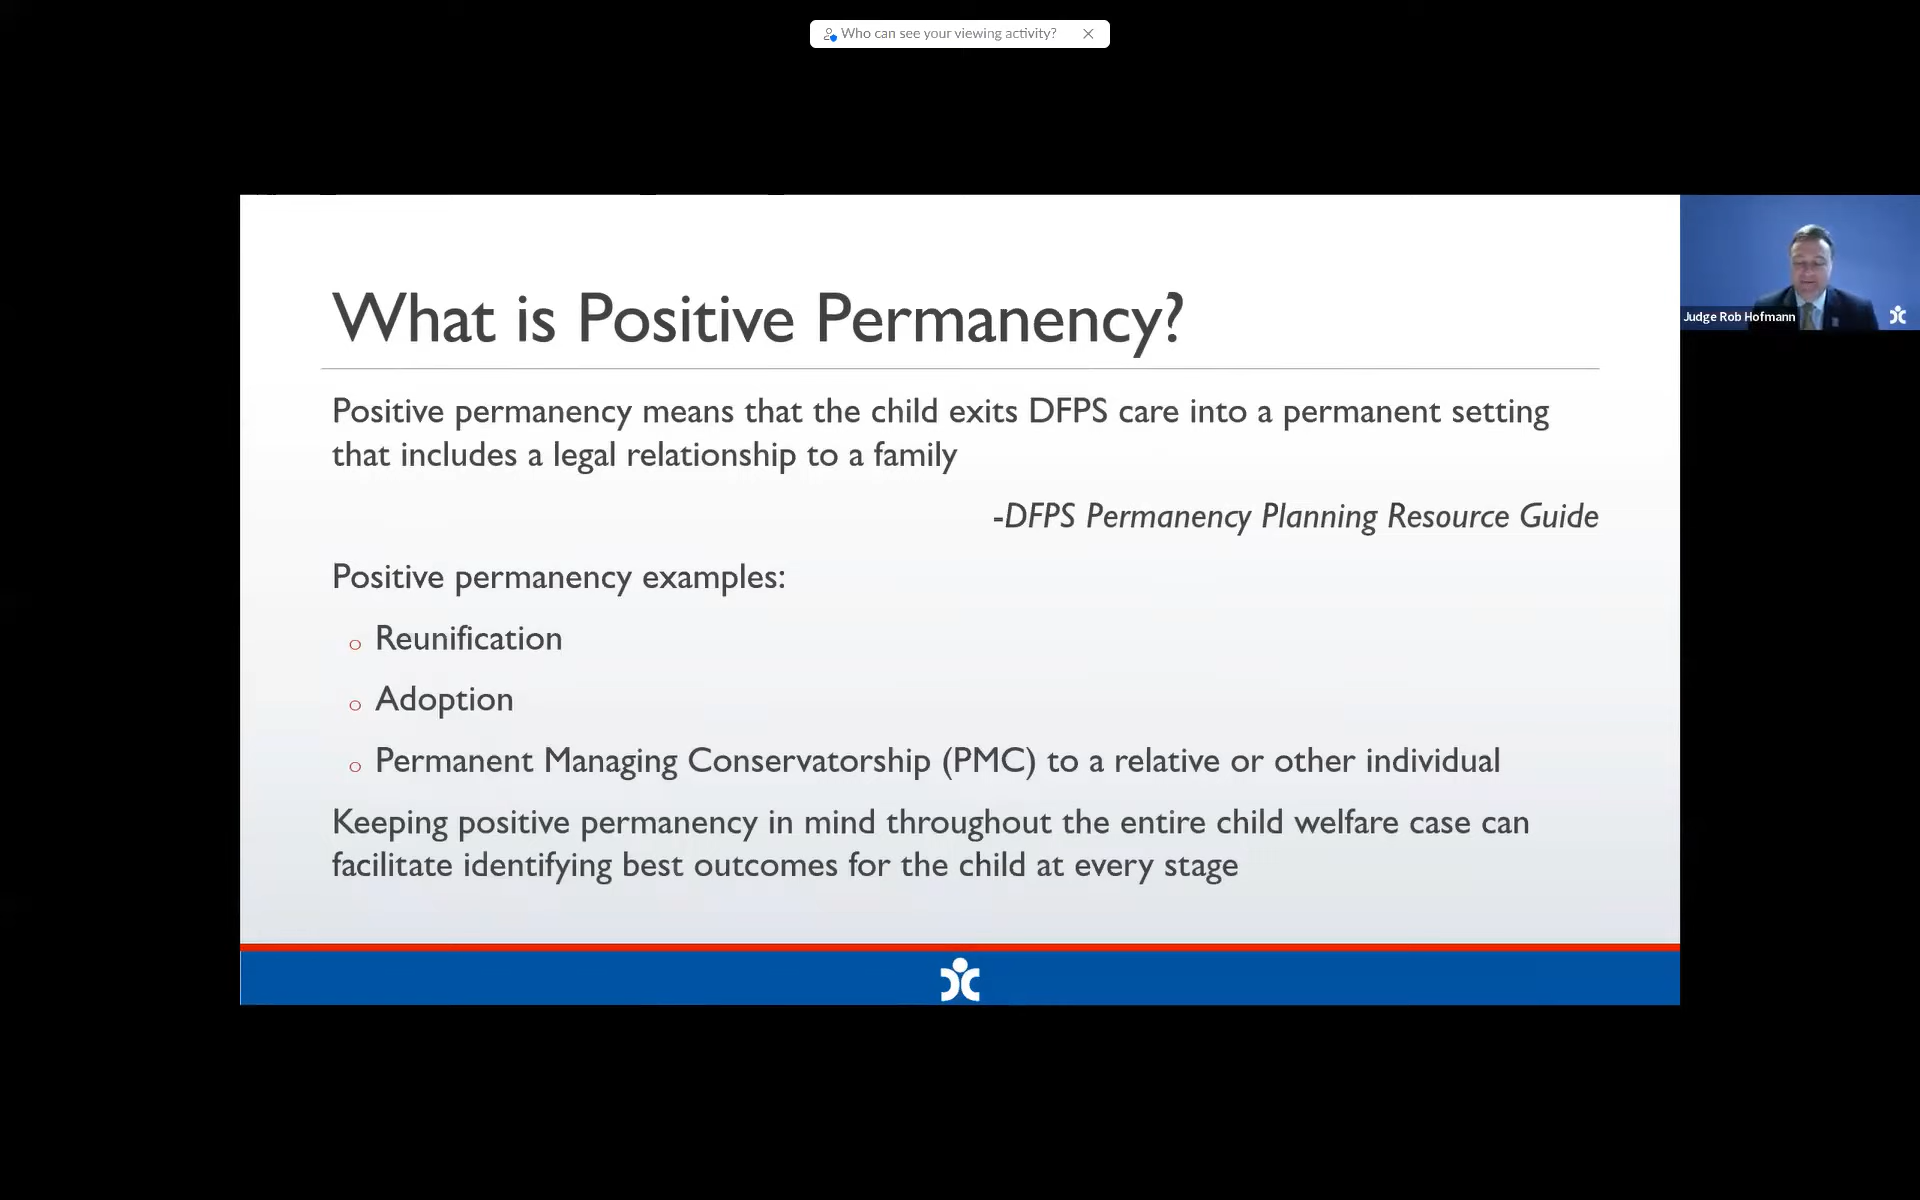 Who can see your viewing activity?
What is Positive Permanency?
Positive permanency means that the child exits DFPS care into a permanent setting
that includes a legal relationship to a family
-DFPS Permanency Planning Resource Guide
Positive permanency examples:
Reunification
Adoption
Permanent Managing Conservatorship (PMC) to a relative or other individual
Keeping positive permanency in mind throughout the entire child welfare case can
facilitate identifying best outcomes for the child at every stage
Judge Rob Hofmann